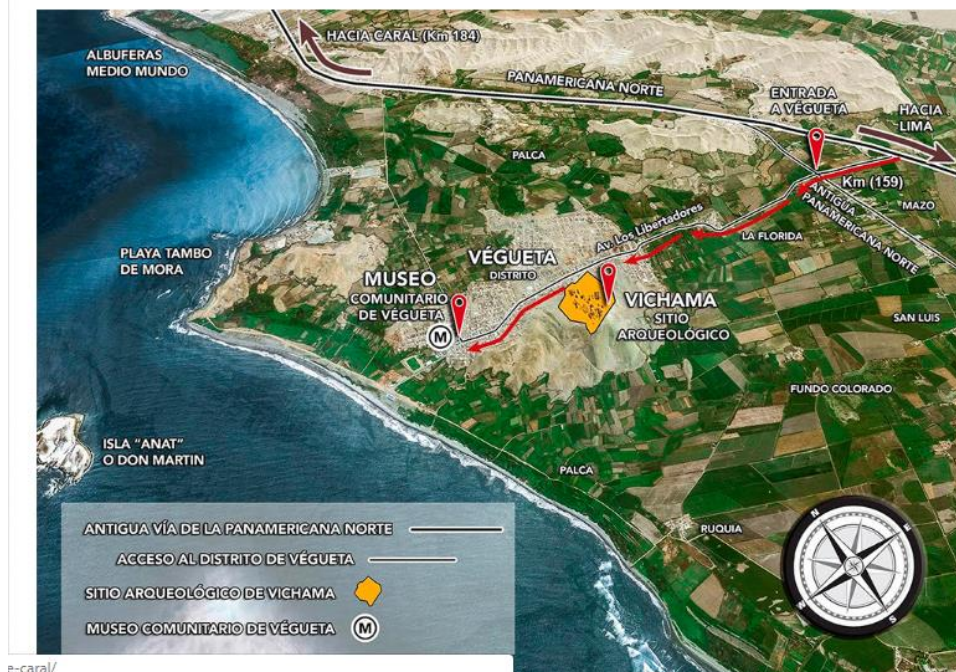 HACIA CARAL (Km 184)
ALBUFERAS
MEDIO MUNDO
PANAMERICANA NORTE
ENTRADA
A VÉGUETA
HACIA
LIMA
PALCA
Km (159)
MAZO
ANTIGUA
PANAMERICANA NORTE
Av. Los Libertadores
LA FLORIDA
PLAYA TAMBO
DE MORA
VÉGUETA
DISTRITO
MUSEO
COMUNITARIO
DE VÉGUETA
M
VICHAMA
SITIO
ARQUEOLÓGICO
SAN LUIS
FUNDO COLORADO
ISLA "ANAT"
O DON MARTIN
PALCA
RUQUIA
N
E
W
S
ANTIGUA VÍA DE LA PANAMERICANA NORTE
ACCESO AL DISTRITO DE VÉGUETA
SITIO ARQUEOLÓGICO DE VICHAMA
MUSEO COMUNITARIO DE VÉGUETA M
e-caral/